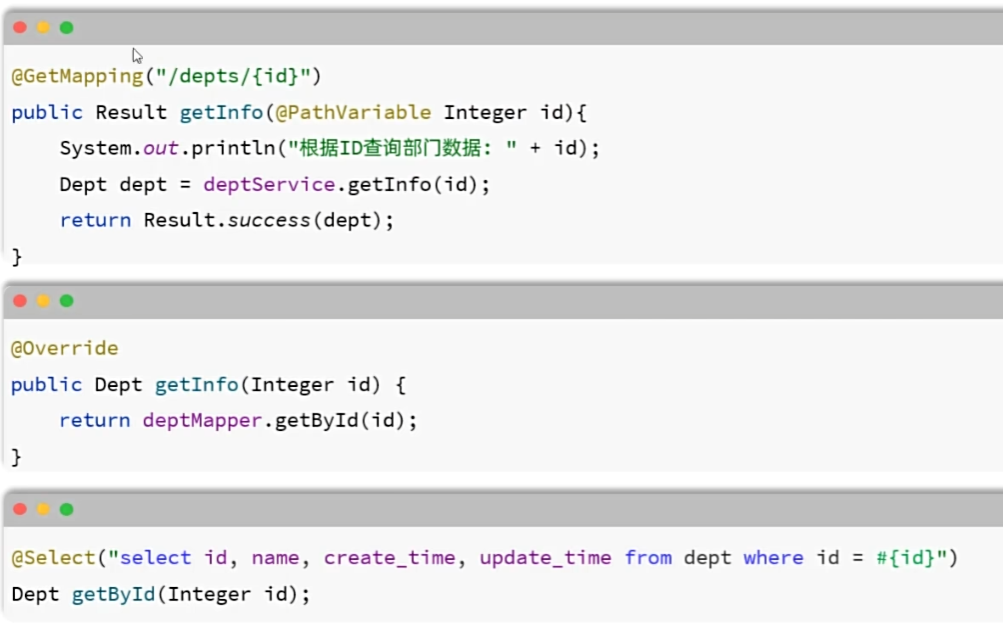 @GetMapping("/depts/{id}")
public Result getInfo(@PathVariable Integer id){
    System.out.println("根据ID查询部门数据: " + id);
    Dept dept = deptService.getInfo(id);
    return Result.success(dept);
}
@Override
public Dept getInfo(Integer id) {
    return deptMapper.getById(id);
}
@Select("select id, name, create_time, update_time from dept where id = #{id}")
Dept getById(Integer id);